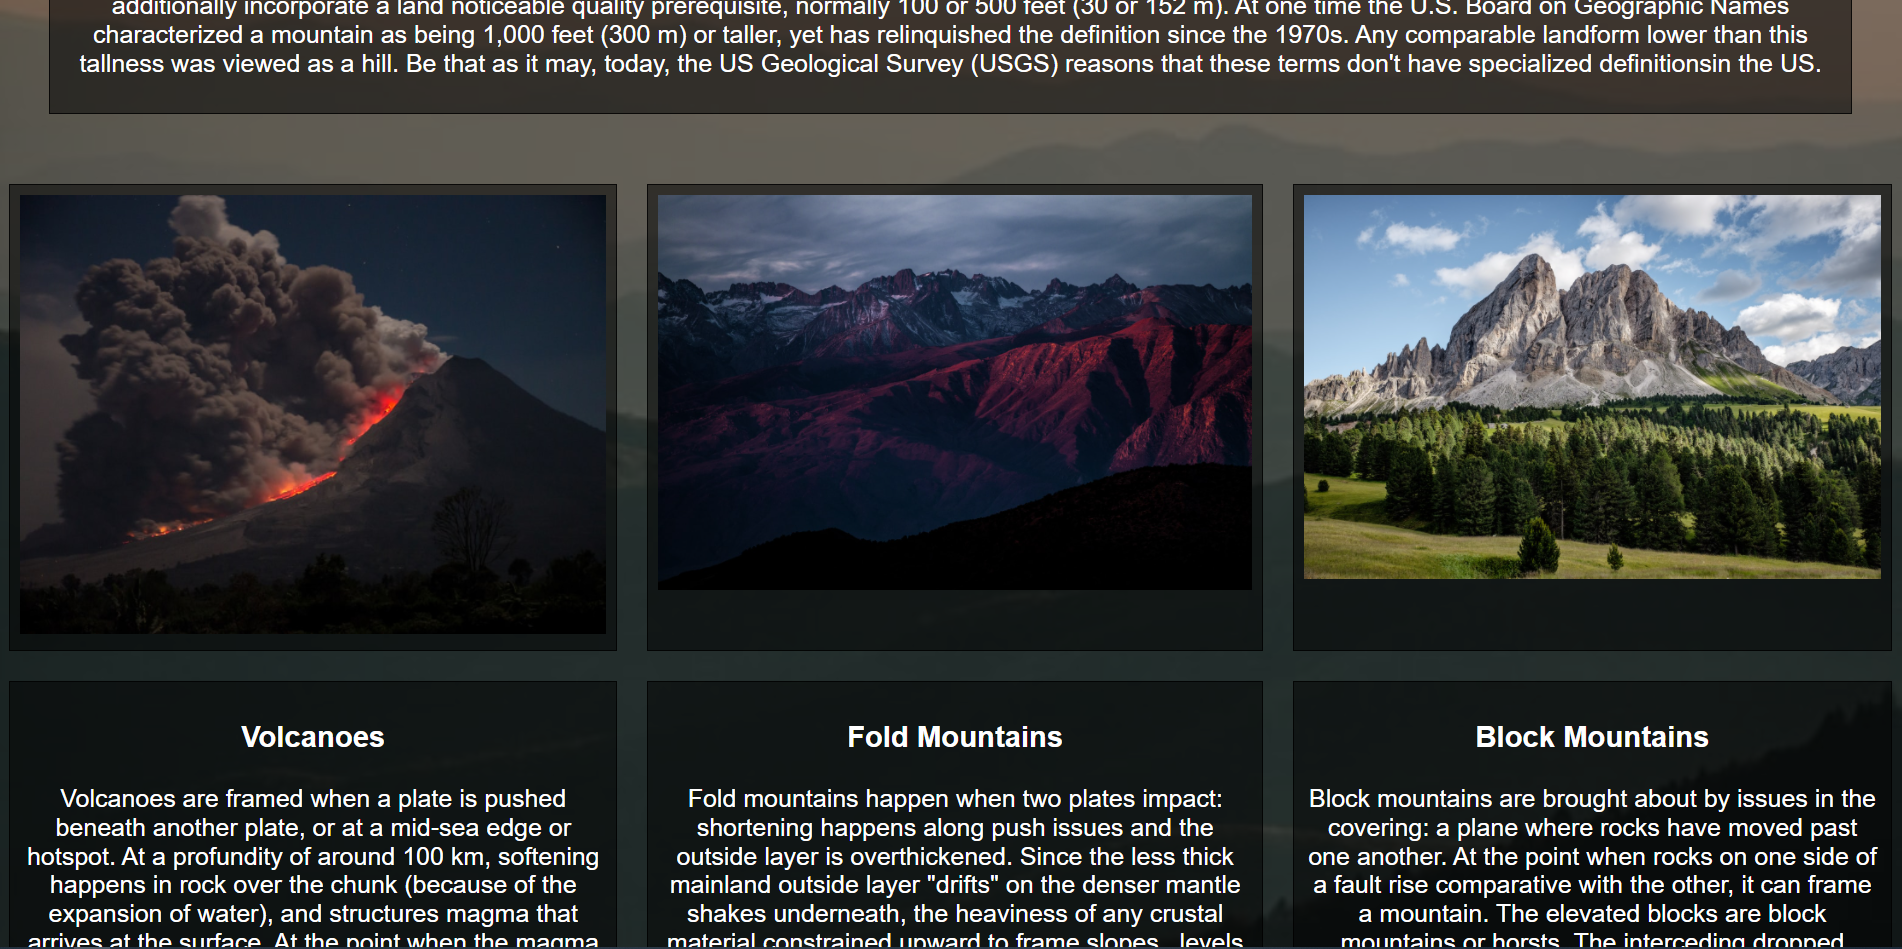 additionally incorporate a land noticeable quality prerequisite, normally 100 or 500 feet (30 or 152 m). At one time the U.S. Board on Geographic Names
characterized a mountain as being 1,000 feet (300 m) or taller, yet has relinquished the definition since the 1970s. Any comparable landform lower than this
tallness was viewed as a hill. Be that as it may, today, the US Geological Survey (USGS) reasons that these terms don't have specialized definitionsin the US.
Volcanoes
Volcanoes are framed when a plate is pushed
beneath another plate, or at a mid-sea edge or
hotspot. At a profundity of around 100 km, softening
happens in rock over the chunk (because of the
expansion of water), and structures magma that
arrives at the surface. At the point when the magma
Fold Mountains
Fold mountains happen when two plates impact:
shortening happens along push issues and the
outside layer is overthickened. Since the less thick
mainland outside layer "drifts" on the denser mantle
shakes underneath, the heaviness of any crustal
material constrained upward to frame slopes, levels
Block Mountains
Block mountains are brought about by issues in the
covering: a plane where rocks have moved past
one another. At the point when rocks on one side of
a fault rise comparative with the other, it can frame
a mountain. The elevated blocks are block
mountains or horsts. The interceding dropped